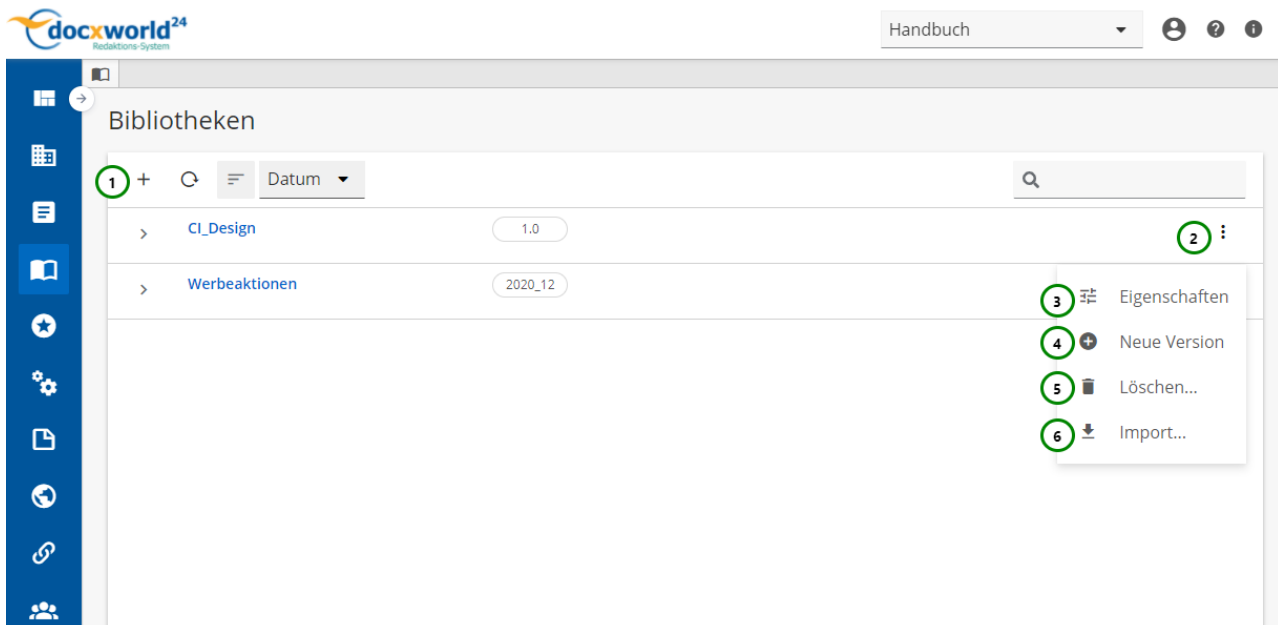 docxworld24
Redaktions-System
Handbuch
Bibliotheken
1
Datum
CI_Design
1.0
2
Werbeaktionen
2020_12
3 Eigenschaften
4 Neue Version
5 Löschen...
6 Import...